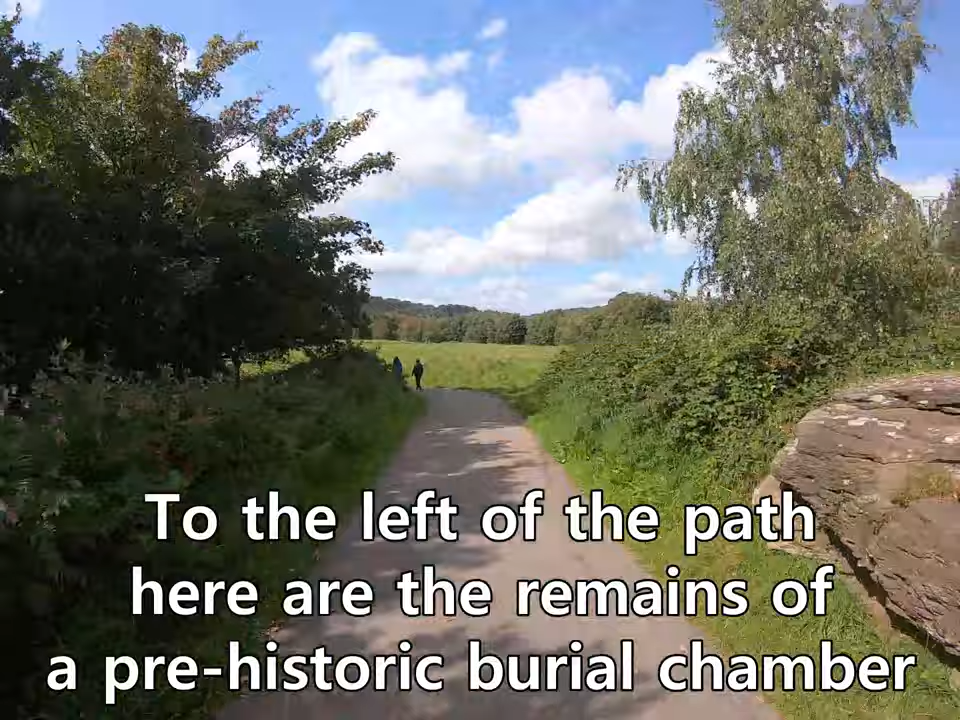 To the left of the path
here are the remains of
a pre-historic burial chamber